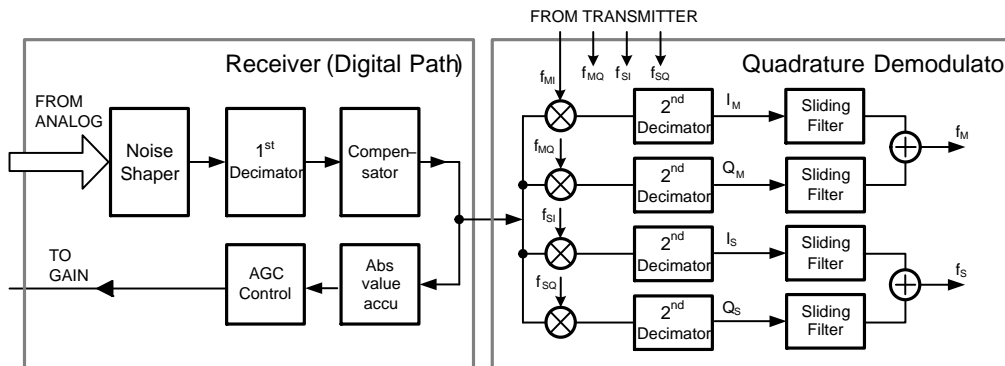 FROM TRANSMITTER
Receiver (Digital Path)
Quadrature Demodulato
FROM
ANALOG
Noise
Shaper
1st
Decimator
Compen–
sator
TO
GAIN
AGC
Control
Abs
value
accu
fMI
fMQ
fSI
fSQ
fMQ
fSI
fSQ
2nd
Decimator
IM
Sliding
Filter
fM
2nd
Decimator
QM
Sliding
Filter
2nd
Decimator
IS
Sliding
Filter
fS
2nd
Decimator
QS
Sliding
Filter